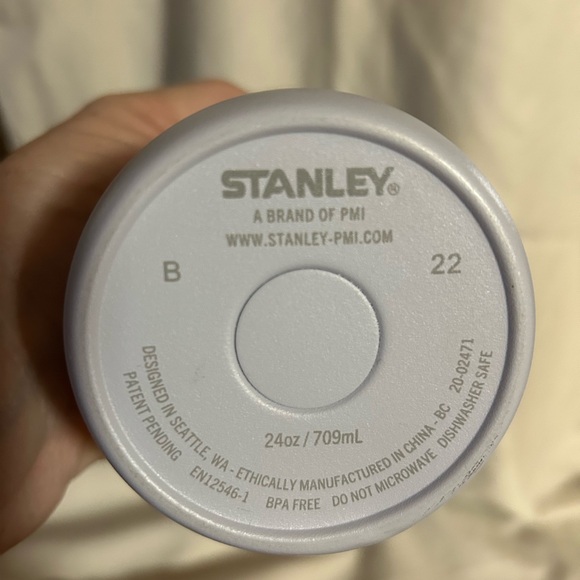 STANLEY®
A BRAND OF PMI
WWW.STANLEY-PMI.COM
B
22
24oz / 709mL
DESIGNED IN SEATTLE, WA - ETHICALLY MANUFACTURED IN CHINA - BC 20-02471
PATENT PENDING EN12546-1 BPA FREE DO NOT MICROWAVE DISHWASHER SAFE